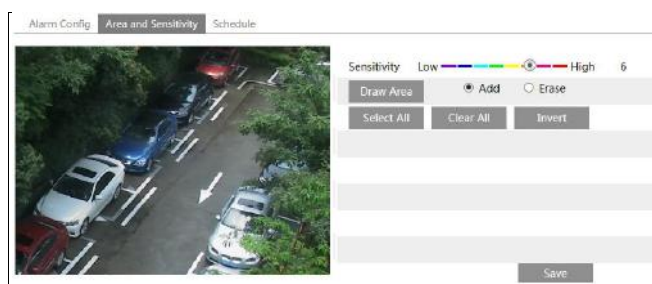 Alarm Config Area and Sensitivity Schedule
Sensitivity Low High 6
Draw Area Add Erase
Select All Clear All Invert
Save